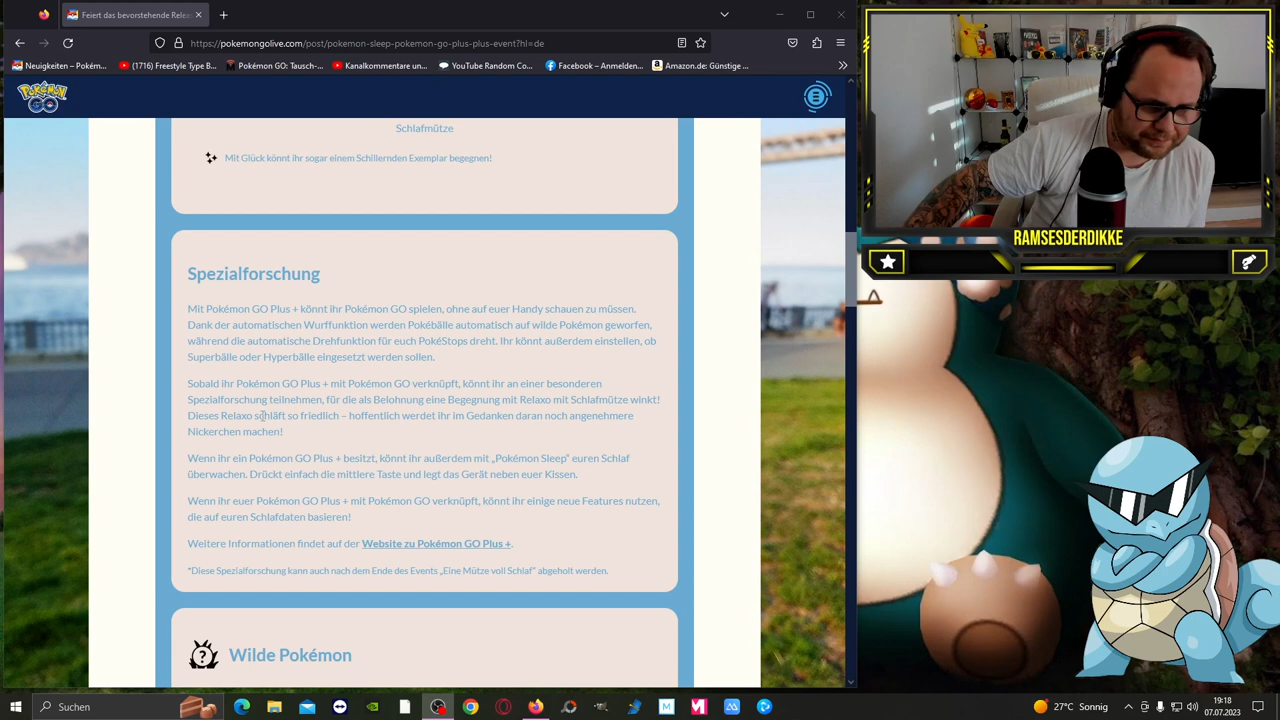 Feiert das bevorstehende Relea
https://pokemongolive.com/post/pokemon-sleep-pokemon-go-plus-event?hl=de
Neuigkeiten – Pokém...
(1716) Freestyle Type B...
Pokémon GO: Tausch-...
Kanalkommentare un...
YouTube Random Co...
Facebook – Anmelden...
Amazon.de: Günstige ...
POKÉMON GO
Schlafmütze
Mit Glück könnt ihr sogar einem Schillernden Exemplar begegnen!
Spezialforschung
Mit Pokémon GO Plus + könnt ihr Pokémon GO spielen, ohne auf euer Handy schauen zu müssen.
Dank der automatischen Wurffunktion werden Pokébälle automatisch auf wilde Pokémon geworfen,
während die automatische Drehfunktion für euch PokéStops dreht. Ihr könnt außerdem einstellen, ob
Superbälle oder Hyperbälle eingesetzt werden sollen.
Sobald ihr Pokémon GO Plus + mit Pokémon GO verknüpft, könnt ihr an einer besonderen
Spezialforschung teilnehmen, für die als Belohnung eine Begegnung mit Relaxo mit Schlafmütze winkt!
Dieses Relaxo schläft so friedlich – hoffentlich werdet ihr im Gedanken daran noch angenehmere
Nickerchen machen!
Wenn ihr ein Pokémon GO Plus + besitzt, könnt ihr außerdem mit „Pokémon Sleep“ euren Schlaf
überwachen. Drückt einfach die mittlere Taste und legt das Gerät neben euer Kissen.
Wenn ihr euer Pokémon GO Plus + mit Pokémon GO verknüpft, könnt ihr einige neue Features nutzen,
die auf euren Schlafdaten basieren!
Weitere Informationen findet auf der Website zu Pokémon GO Plus +.
*Diese Spezialforschung kann auch nach dem Ende des Events „Eine Mütze voll Schlaf“ abgeholt werden.
Wilde Pokémon
RAMSESDERDIKKE
Suchen
27°C Sonnig
19:18
07.07.2023